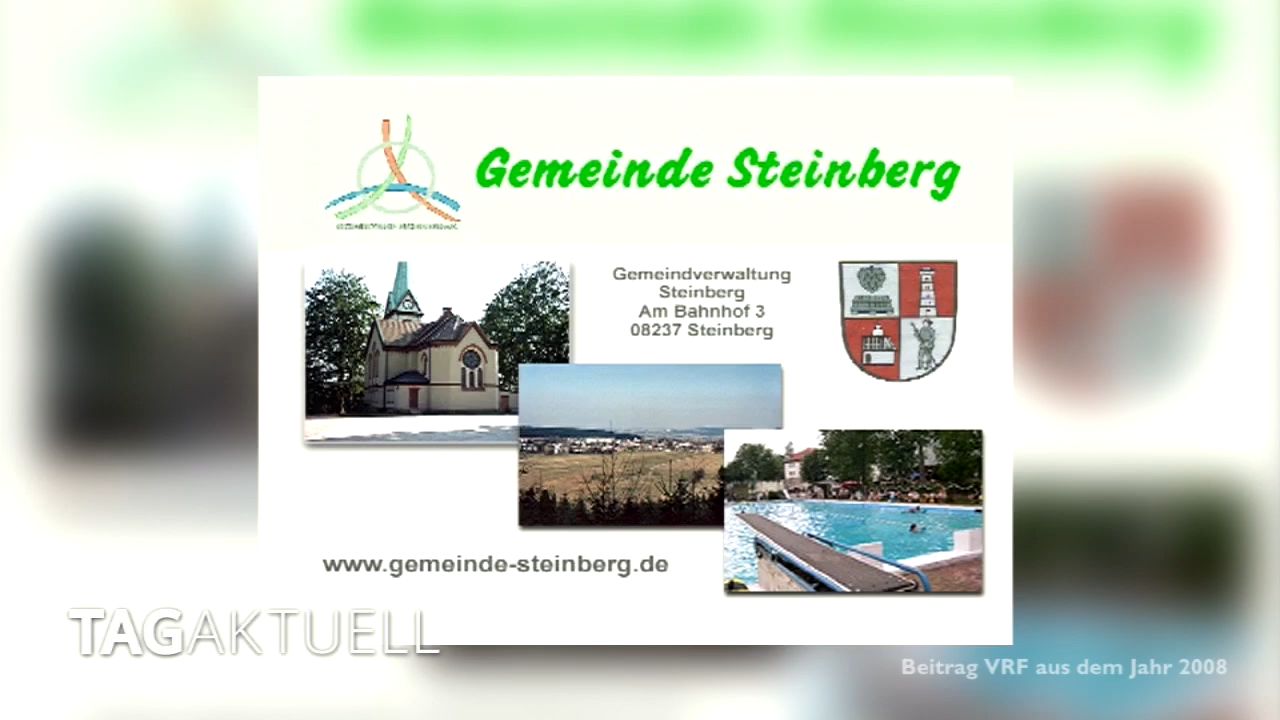 Gemeinde Steinberg
Gemeindverwaltung
Steinberg
Am Bahnhof 3
08237 Steinberg
www.gemeinde-steinberg.de
TAGAKTUELL
Beitrag VRF aus dem Jahr 2008